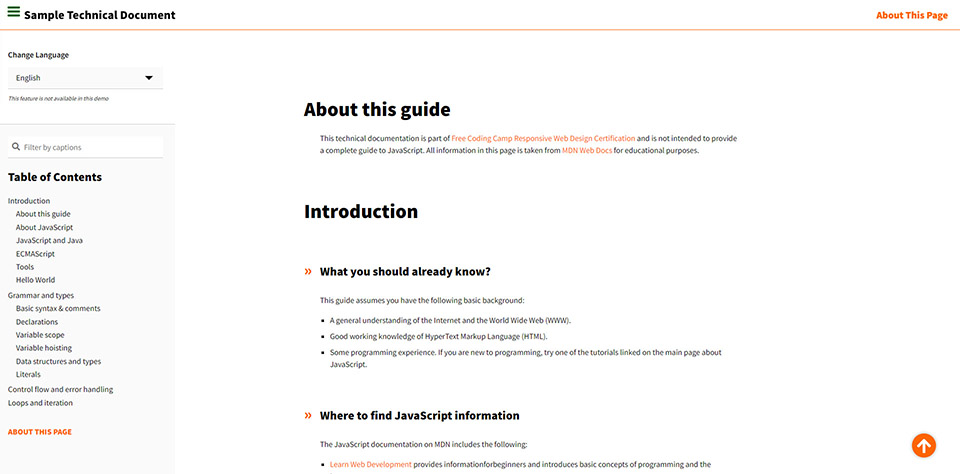 Sample Technical Document
About This Page
Change Language
English
This feature is not available in this demo
Filter by captions
Table of Contents
Introduction
About this guide
About JavaScript
JavaScript and Java
ECMAScript
Tools
Hello World
Grammar and types
Basic syntax & comments
Declarations
Variable scope
Variable hoisting
Data structures and types
Literals
Control flow and error handling
Loops and iteration
ABOUT THIS PAGE
About this guide
This technical documentation is part of Free Coding Camp Responsive Web Design Certification and is not intended to provide
a complete guide to JavaScript. All information in this page is taken from MDN Web Docs for educational purposes.
Introduction
» What you should already know?
This guide assumes you have the following basic background:
▪ A general understanding of the Internet and the World Wide Web (WWW).
▪ Good working knowledge of HyperText Markup Language (HTML).
▪ Some programming experience. If you are new to programming, try one of the tutorials linked on the main page about
JavaScript.
» Where to find JavaScript information
The JavaScript documentation on MDN includes the following:
▪ Learn Web Development provides informationforbeginners and introduces basic concepts of programming and the